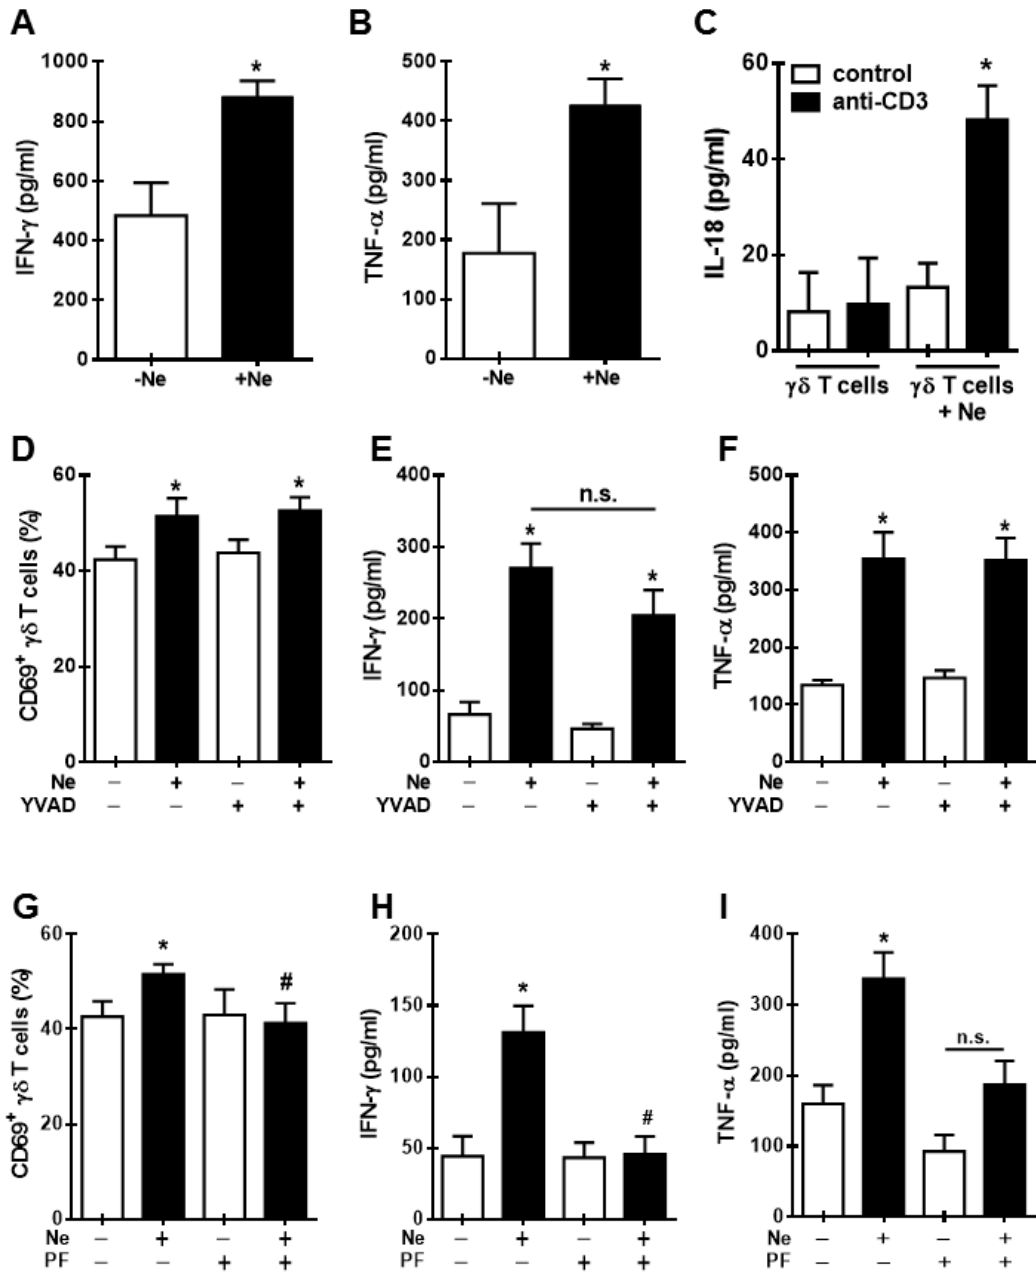 A
IFN-γ (pg/ml)
1000
800
600
400
200
0
*
-Ne +Ne
B
TNF-α (pg/ml)
500
400
300
200
100
0
*
-Ne +Ne
C
IL-18 (pg/ml)
60
40
20
0
control
anti-CD3
*
γδ T cells γδ T cells
+ Ne
D
CD69+ γδ T cells (%)
60
40
20
0
* *
Ne – + – +
YVAD – – + +
E
IFN-γ (pg/ml)
400
300
200
100
0
n.s.
* *
Ne – + – +
YVAD – – + +
F
TNF-α (pg/ml)
500
400
300
200
100
0
* *
Ne – + – +
YVAD – – + +
G
CD69+ γδ T cells (%)
60
40
20
0
* #
Ne – + – +
PF – – + +
H
IFN-γ (pg/ml)
200
150
100
50
0
* #
Ne – + – +
PF – – + +
I
TNF-α (pg/ml)
400
300
200
100
0
*
n.s.
Ne – + – +
PF – – + +